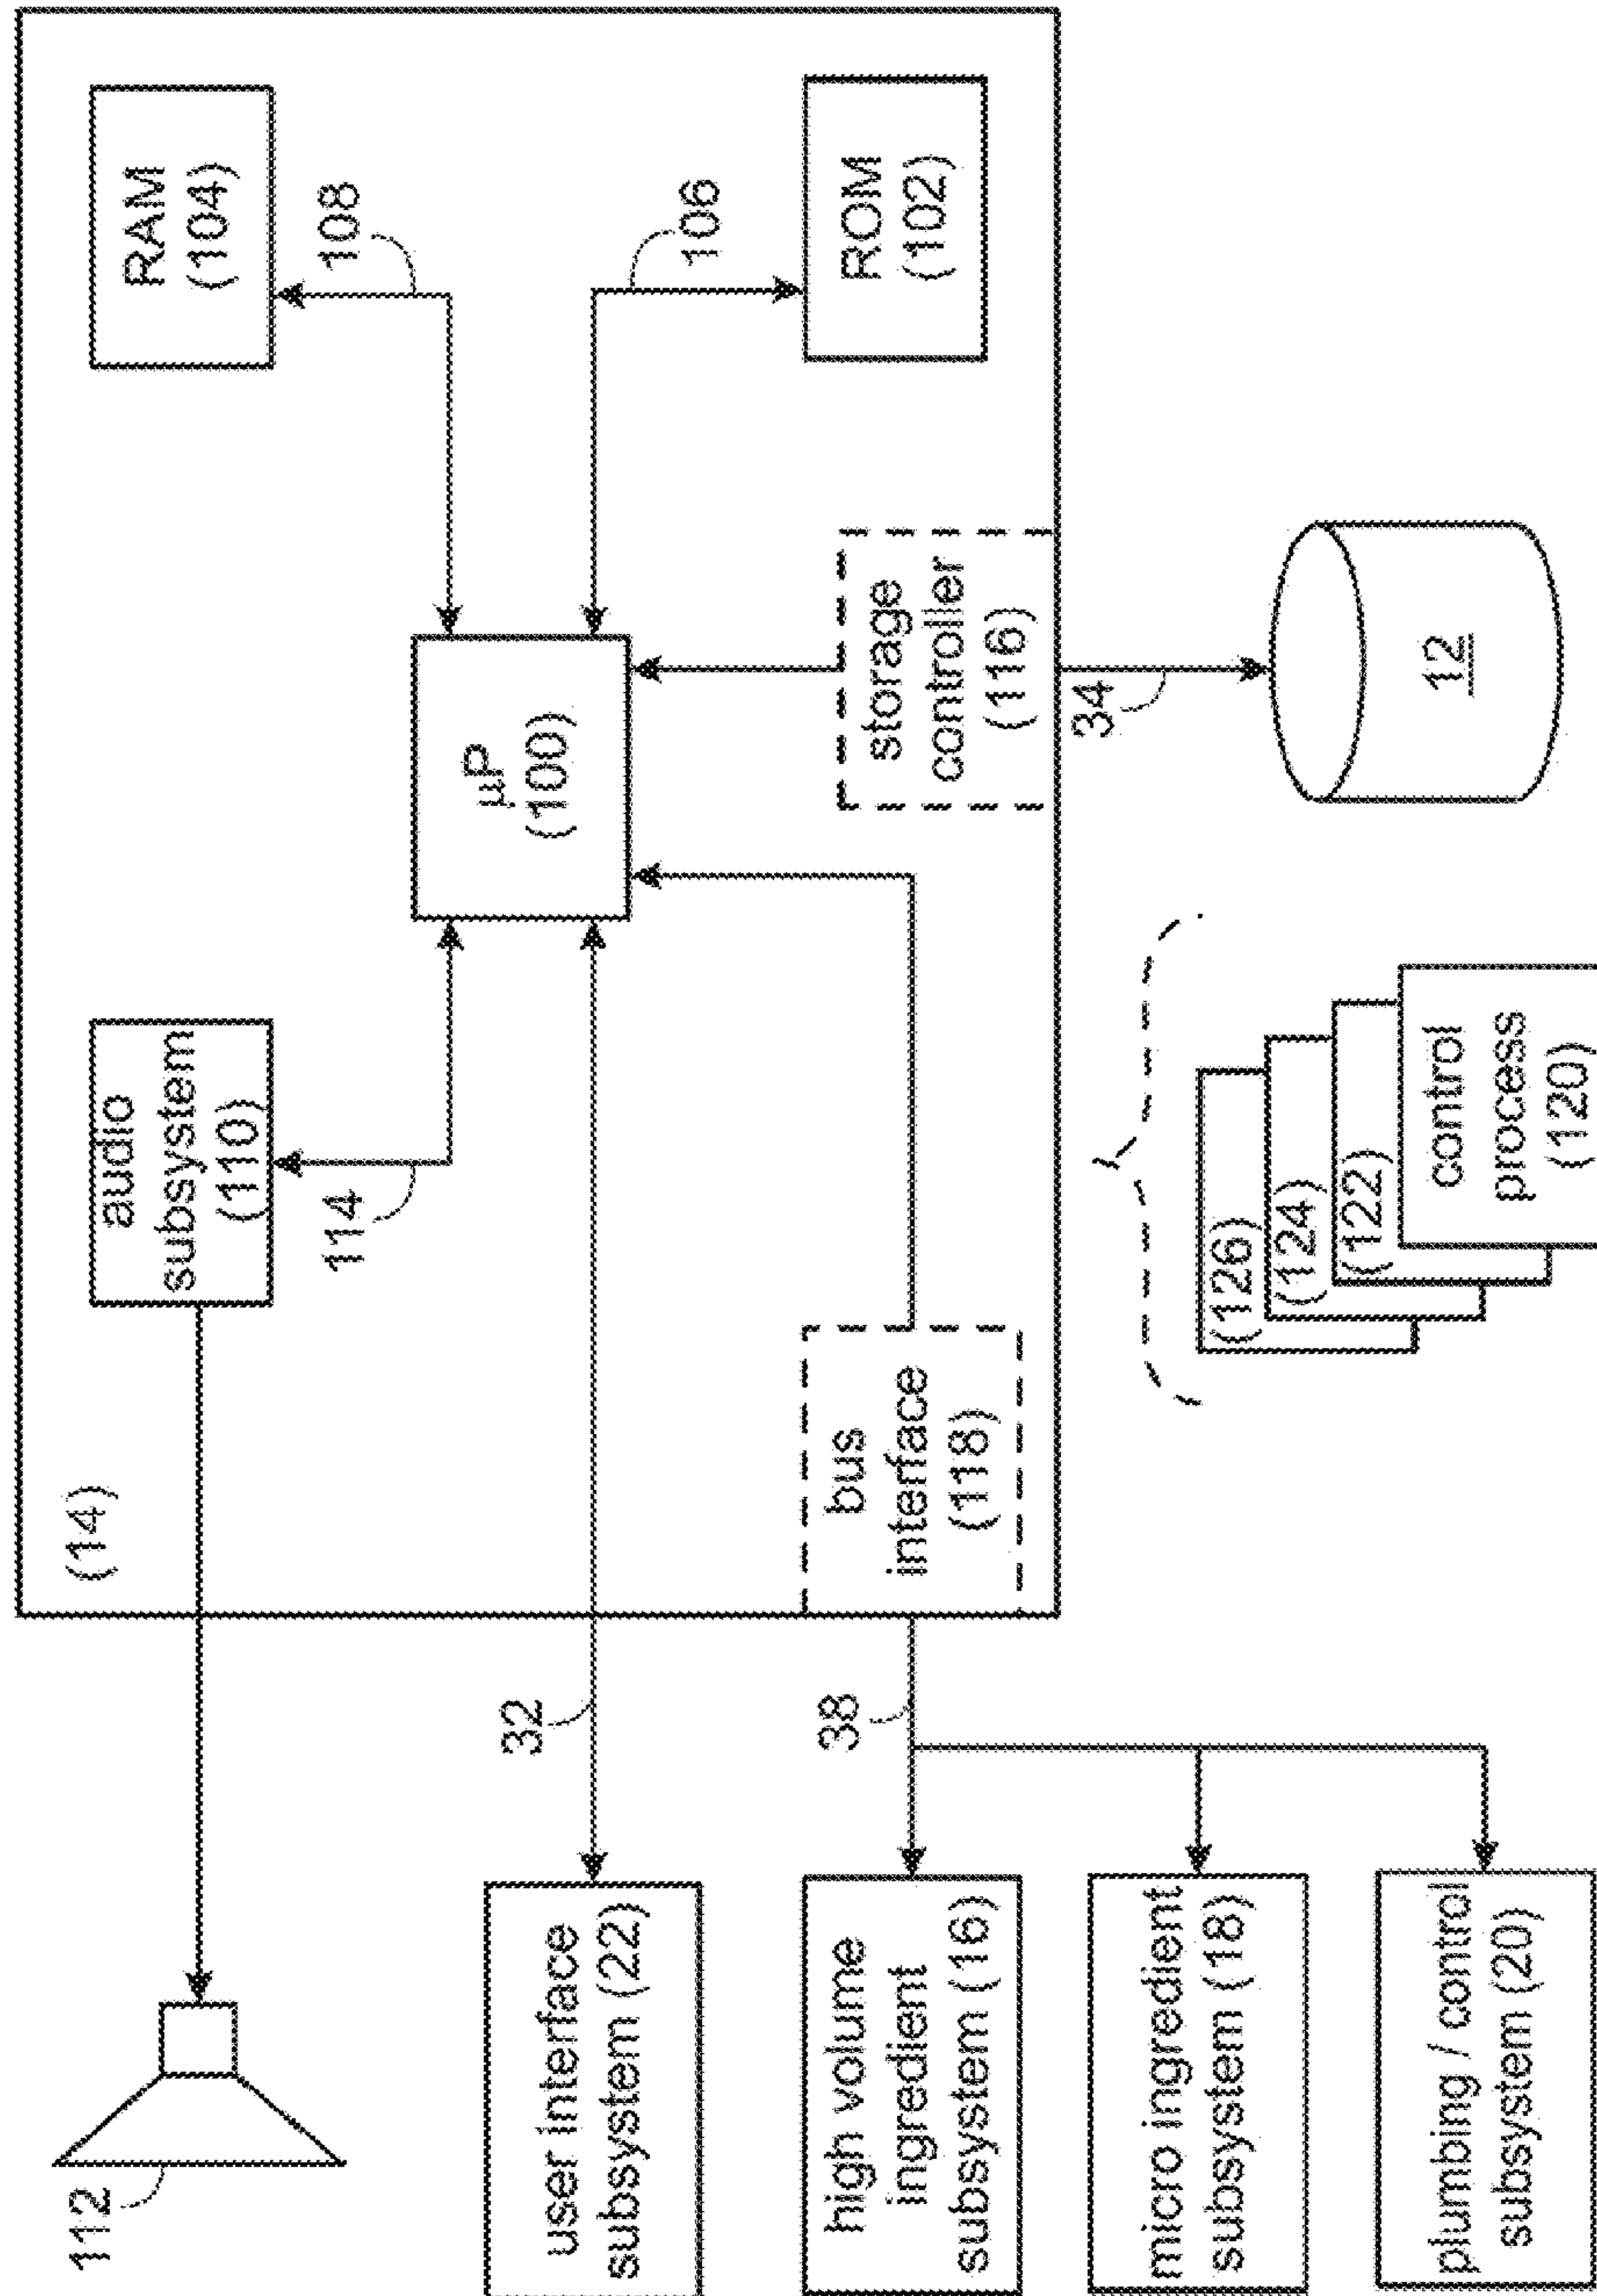 112
(14)
audio
subsystem
(110)
114
RAM
(104)
108
32
user interface
subsystem (22)
µP
(100)
106
ROM
(102)
38
high volume
ingredient
subsystem (16)
bus
interface
(118)
storage
controller
(116)
34
12
micro ingredient
subsystem (18)
(126)
(124)
(122)
control
process
(120)
plumbing / control
subsystem (20)